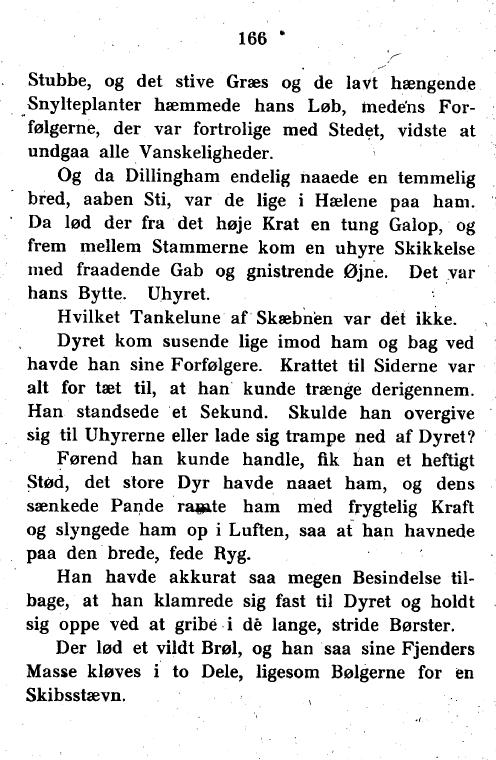 166
Stubbe, og det stive Græs og de lavt hængende
Snylteplanter hæmmede hans Løb, medens For-
følgerne, der var fortrolige med Stedet, vidste at
undgaa alle Vanskeligheder.
Og da Dillingham endelig naaede en temmelig
bred, aaben Sti, var de lige i Hælene paa ham.
Da lød der fra det høje Krat en tung Galop, og
frem mellem Stammerne kom en uhyre Skikkelse
med fraadende Gab og gnistrende Øjne. Det var
hans Bytte. Uhyret.
Hvilket Tankelune af Skæbnen var det ikke.
Dyret kom susende lige imod ham og bag ved
havde han sine Forfølgere. Krattet til Siderne var
alt for tæt til, at han kunde trænge derigennem.
Han standsede et Sekund. Skulde han overgive
sig til Uhyrerne eller lade sig trampe ned af Dyret?
Førend han kunde handle, fik han et heftigt
Stød, det store Dyr havde naaet ham, og dens
sænkede Pande ramte ham med frygtelig Kraft
og slyngede ham op i Luften, saa at han havnede
paa den brede, fede Ryg.
Han havde akkurat saa megen Besindelse til-
bage, at han klamrede sig fast til Dyret og holdt
sig oppe ved at gribe i de lange, stride Børster.
Der lød et vildt Brøl, og han saa sine Fjenders
Masse kløves i to Dele, ligesom Bølgerne for en
Skibsstævn.